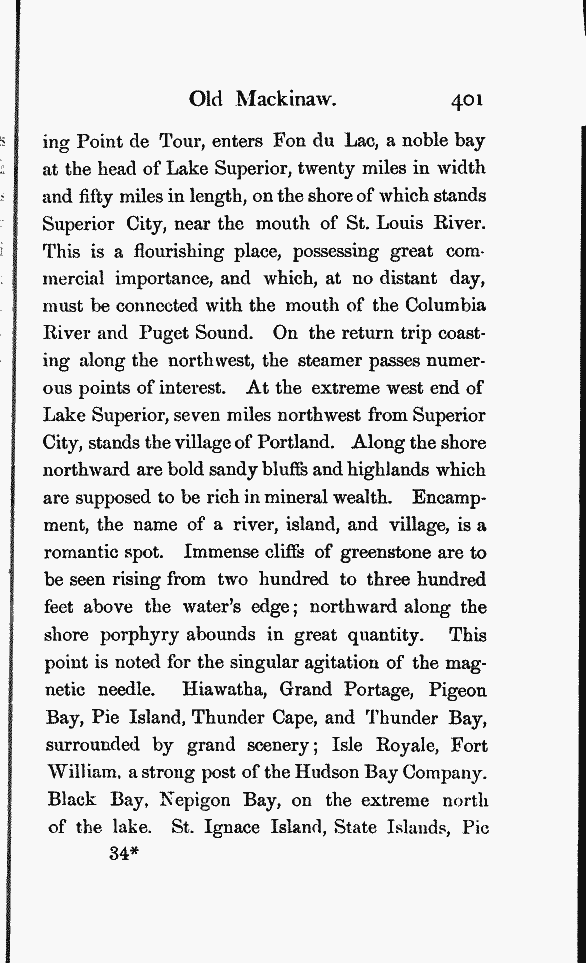 Old Mackinaw. 401
ing Point de Tour, enters Fon du Lac, a noble bay
at the head of Lake Superior, twenty miles in width
and fifty miles in length, on the shore of which stands
Superior City, near the mouth of St. Louis River.
This is a flourishing place, possessing great com-
mercial importance, and which, at no distant day,
must be connected with the mouth of the Columbia
River and Puget Sound. On the return trip coast-
ing along the northwest, the steamer passes numer-
ous points of interest. At the extreme west end of
Lake Superior, seven miles northwest from Superior
City, stands the village of Portland. Along the shore
northward are bold sandy bluffs and highlands which
are supposed to be rich in mineral wealth. Encamp-
ment, the name of a river, island, and village, is a
romantic spot. Immense cliffs of greenstone are to
be seen rising from two hundred to three hundred
feet above the water's edge; northward along the
shore porphyry abounds in great quantity. This
point is noted for the singular agitation of the mag-
netic needle. Hiawatha, Grand Portage, Pigeon
Bay, Pie Island, Thunder Cape, and Thunder Bay,
surrounded by grand scenery; Isle Royale, Fort
William, a strong post of the Hudson Bay Company.
Black Bay, Nepigon Bay, on the extreme north
of the lake. St. Ignace Island, State Islands, Pic
34*